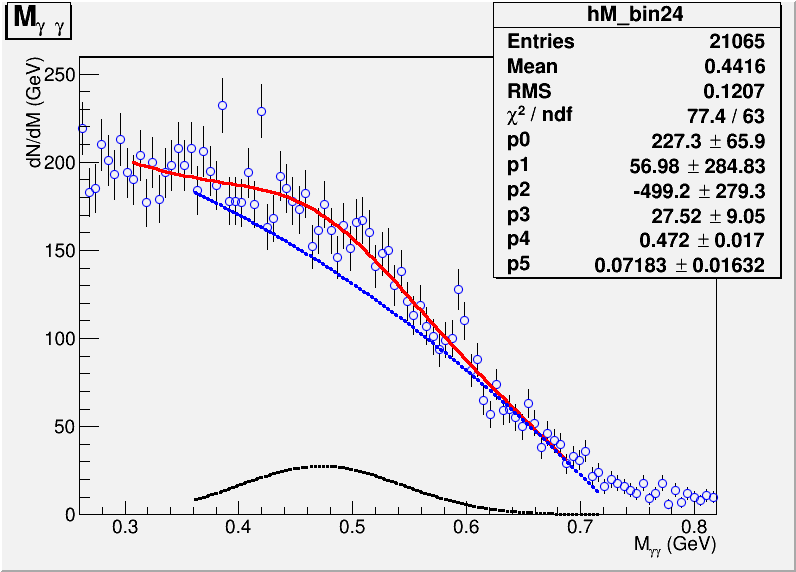 M γ γ
hM_bin24
Entries 21065
Mean 0.4416
RMS 0.1207
χ² / ndf 77.4 / 63
p0 227.3 ± 65.9
p1 56.98 ± 284.83
p2 -499.2 ± 279.3
p3 27.52 ± 9.05
p4 0.472 ± 0.017
p5 0.07183 ± 0.01632
dN/dM (GeV)
250
200
150
100
50
0
0.3 0.4 0.5 0.6 0.7 0.8
Mγγ (GeV)